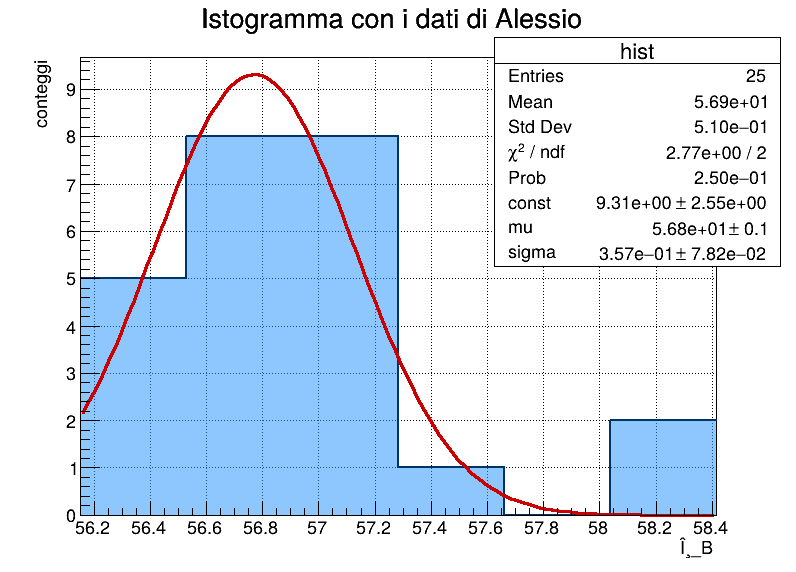 Istogramma con i dati di Alessio
hist
Entries 25
Mean 5.69e+01
Std Dev 5.10e−01
χ² / ndf 2.77e+00 / 2
Prob 2.50e−01
const 9.31e+00 ± 2.55e+00
mu 5.68e+01 ± 0.1
sigma 3.57e−01 ± 7.82e−02
conteggi
9
8
7
6
5
4
3
2
1
0
56.2 56.4 56.6 56.8 57 57.2 57.4 57.6 57.8 58 58.2 58.4
Î¸_B